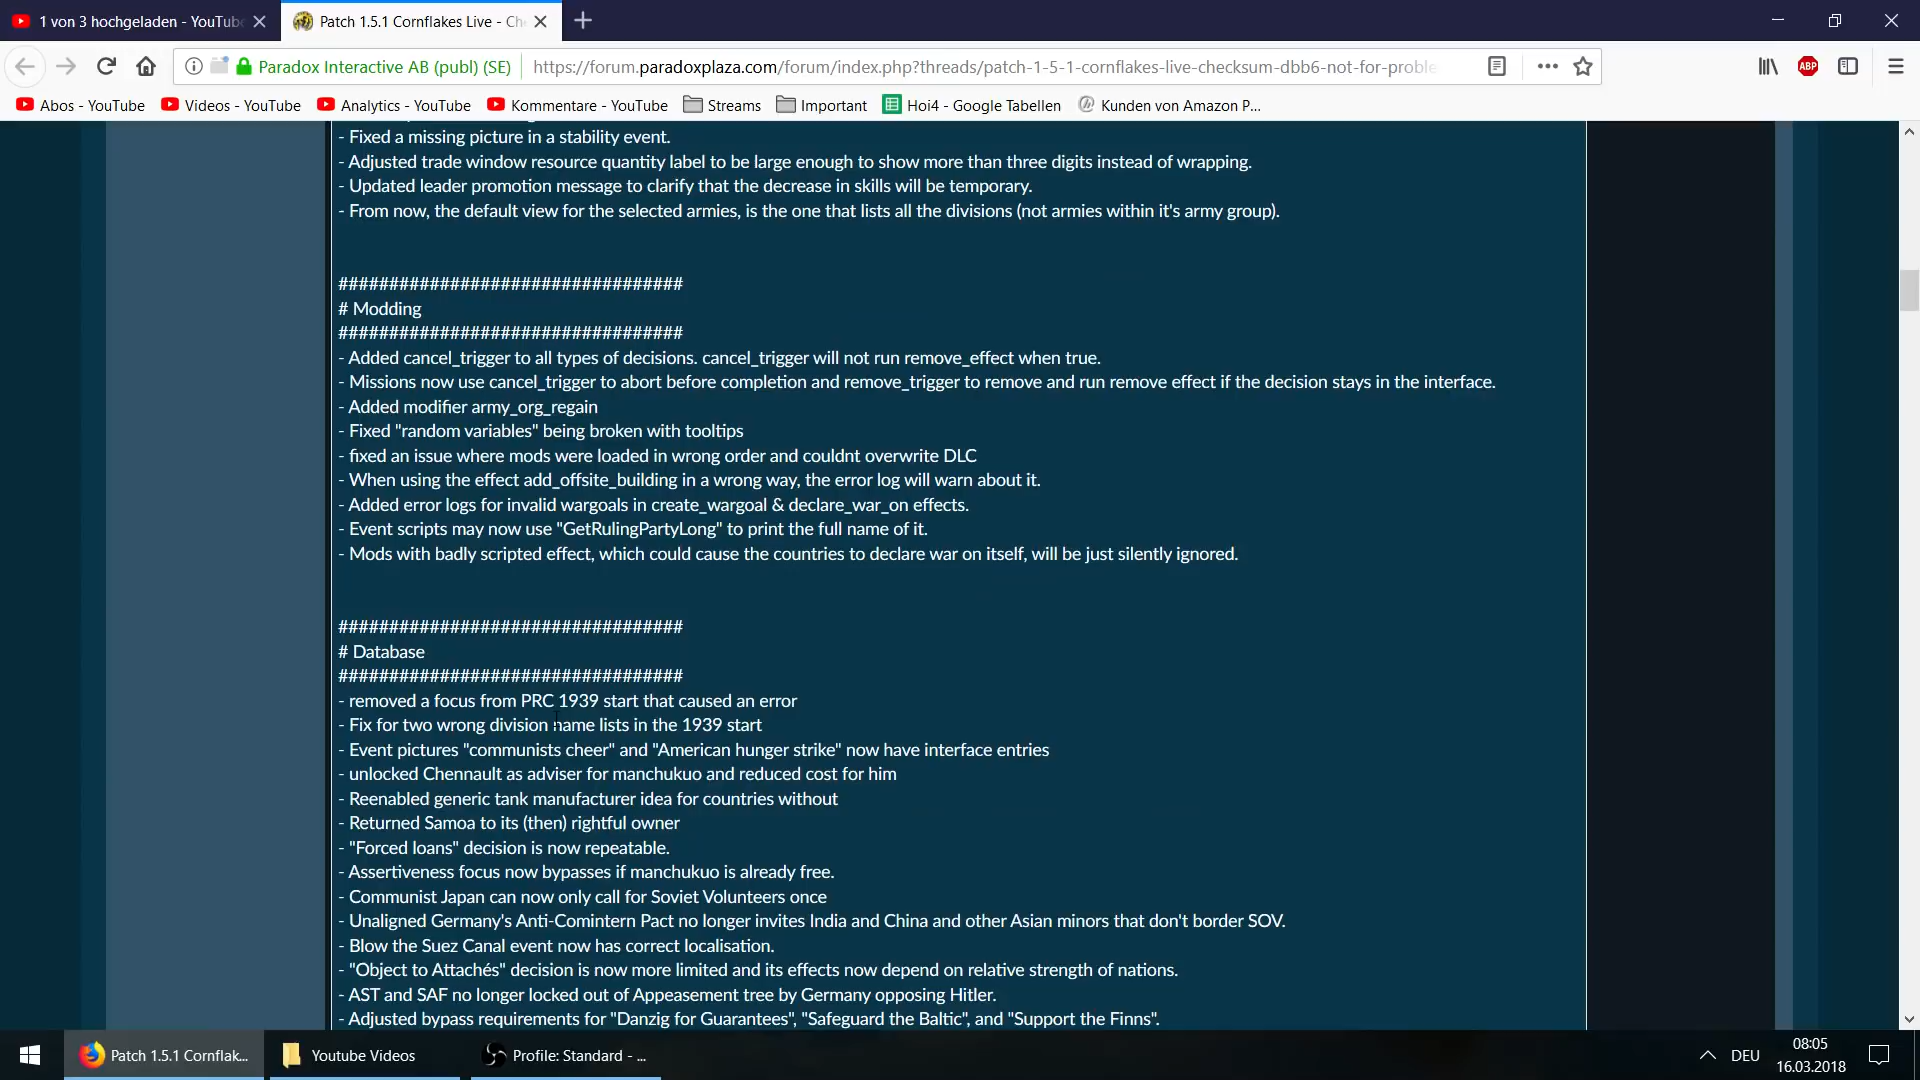 1 von 3 hochgeladen - YouTub
Patch 1.5.1 Cornflakes Live - Ch
Paradox Interactive AB (publ) (SE)
https://forum.paradoxplaza.com/forum/index.php?threads/patch-1-5-1-cornflakes-live-checksum-dbb6-not-for-proble
ABP
Abos - YouTube
Videos - YouTube
Analytics - YouTube
Kommentare - YouTube
Streams
Important
Hoi4 - Google Tabellen
Kunden von Amazon P...
- Fixed a missing picture in a stability event.
- Adjusted trade window resource quantity label to be large enough to show more than three digits instead of wrapping.
- Updated leader promotion message to clarify that the decrease in skills will be temporary.
- From now, the default view for the selected armies, is the one that lists all the divisions (not armies within it's army group).
##################################
# Modding
##################################
- Added cancel_trigger to all types of decisions. cancel_trigger will not run remove_effect when true.
- Missions now use cancel_trigger to abort before completion and remove_trigger to remove and run remove effect if the decision stays in the interface.
- Added modifier army_org_regain
- Fixed "random variables" being broken with tooltips
- fixed an issue where mods were loaded in wrong order and couldnt overwrite DLC
- When using the effect add_offsite_building in a wrong way, the error log will warn about it.
- Added error logs for invalid wargoals in create_wargoal & declare_war_on effects.
- Event scripts may now use "GetRulingPartyLong" to print the full name of it.
- Mods with badly scripted effect, which could cause the countries to declare war on itself, will be just silently ignored.
##################################
# Database
##################################
- removed a focus from PRC 1939 start that caused an error
- Fix for two wrong division name lists in the 1939 start
- Event pictures "communists cheer" and "American hunger strike" now have interface entries
- unlocked Chennault as adviser for manchukuo and reduced cost for him
- Reenabled generic tank manufacturer idea for countries without
- Returned Samoa to its (then) rightful owner
- "Forced loans" decision is now repeatable.
- Assertiveness focus now bypasses if manchukuo is already free.
- Communist Japan can now only call for Soviet Volunteers once
- Unaligned Germany's Anti-Comintern Pact no longer invites India and China and other Asian minors that don't border SOV.
- Blow the Suez Canal event now has correct localisation.
- "Object to Attachés" decision is now more limited and its effects now depend on relative strength of nations.
- AST and SAF no longer locked out of Appeasement tree by Germany opposing Hitler.
- Adjusted bypass requirements for "Danzig for Guarantees", "Safeguard the Baltic", and "Support the Finns".
Patch 1.5.1 Cornflak...
Youtube Videos
Profile: Standard - ...
DEU
08:05
16.03.2018